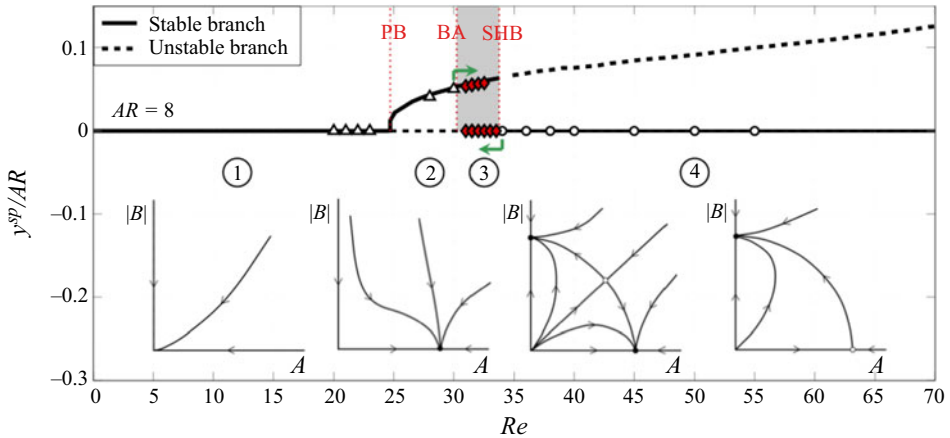 0.1
0
−0.1
−0.2
−0.3
y^sp/AR
Stable branch
Unstable branch
PB
BA
SHB
AR = 8
1
2
3
4
|B|
A
|B|
A
|B|
A
|B|
A
0 5 10 15 20 25 30 35 40 45 50 55 60 65 70
Re